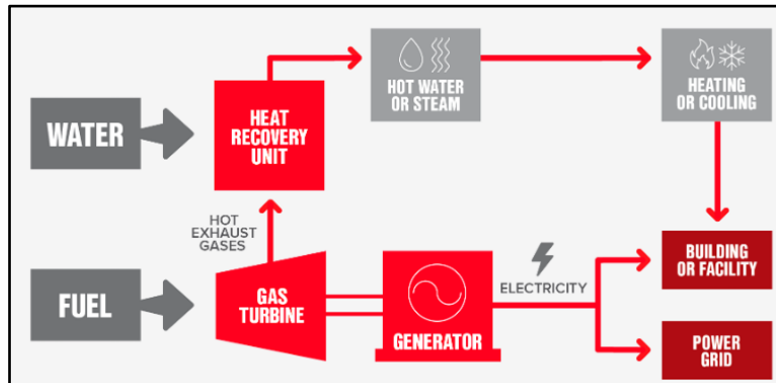 WATER
HEAT
RECOVERY
UNIT
HOT WATER
OR STEAM
HEATING
OR COOLING
HOT
EXHAUST
GASES
FUEL
GAS
TURBINE
GENERATOR
ELECTRICITY
BUILDING
OR FACILITY
POWER
GRID